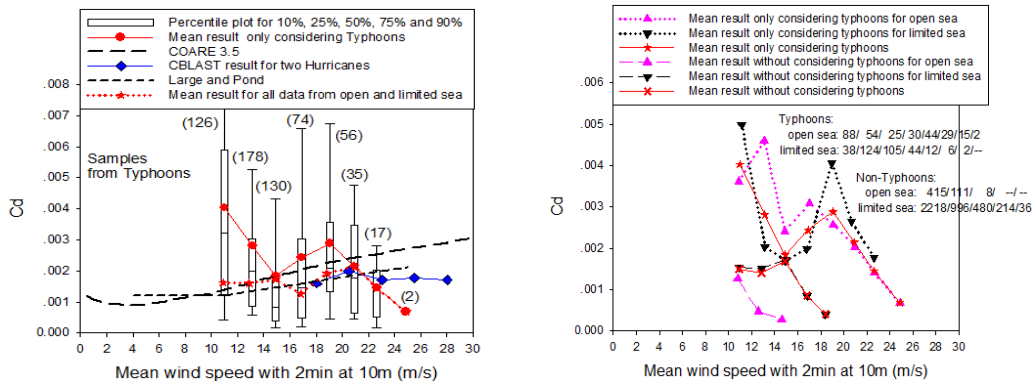 Percentile plot for 10%, 25%, 50%, 75% and 90%
Mean result only considering Typhoons
COARE 3.5
CBLAST result for two Hurricanes
Large and Pond
Mean result for all data from open and limited sea
.008
.007
.006
.005
.004
.003
.002
.001
0.000
Cd
Samples
from Typhoons
(126)
(178)
(130)
(74)
(56)
(35)
(17)
(2)
0 2 4 6 8 10 12 14 16 18 20 22 24 26 28 30
Mean wind speed with 2min at 10m (m/s)
Mean result only considering typhoons for open sea
Mean result only considering typhoons for limited sea
Mean result only considering typhoons
Mean result without considering typhoons for open sea
Mean result without considering typhoons for limited sea
Mean result without considering typhoons
.006
.005
.004
.003
.002
.001
0.000
Cd
Typhoons:
open sea: 88/ 54/ 25/ 30/44/29/15/2
limited sea: 38/124/105/ 44/12/ 6/ 2/--
Non-Typhoons:
open sea: 415/111/ 8/ --/--
limited sea: 2218/996/480/214/36
0 2 4 6 8 10 12 14 16 18 20 22 24 26 28 30
Mean wind speed with 2min at 10m (m/s)